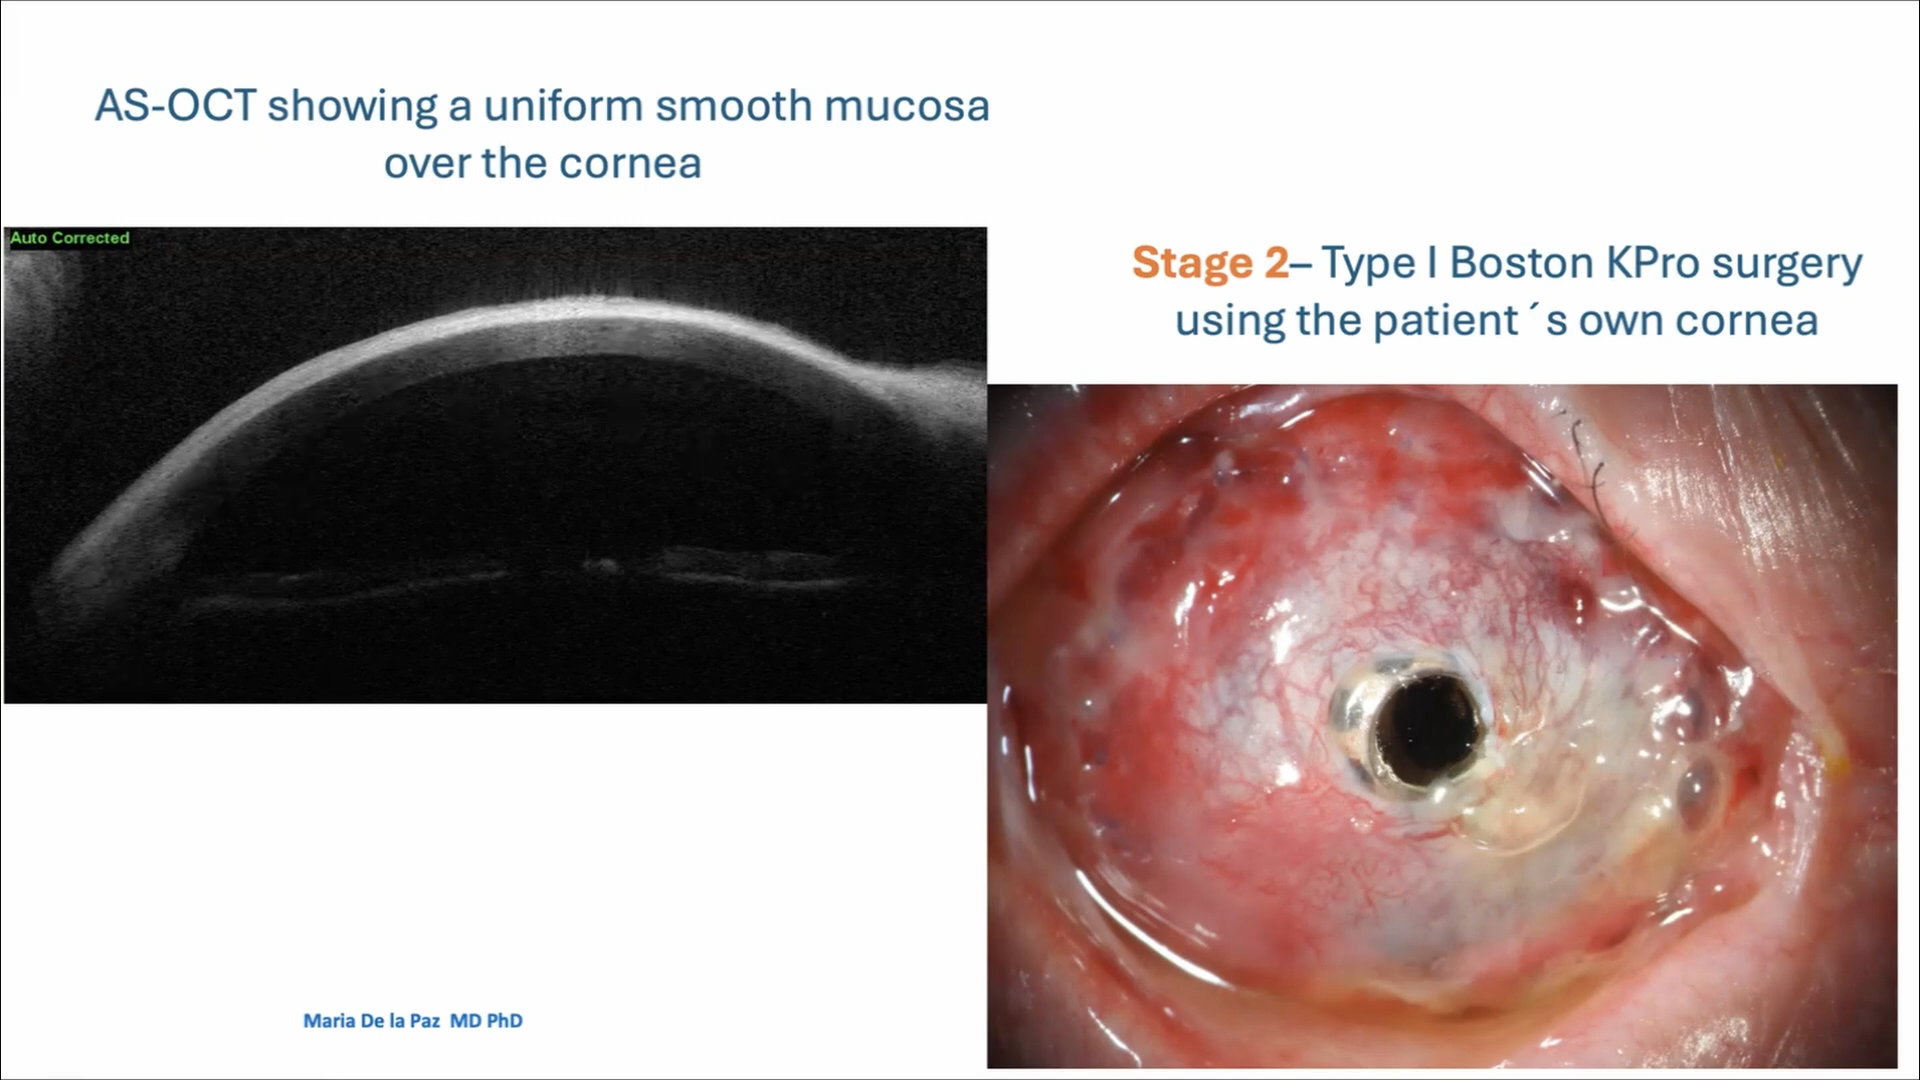 AS-OCT showing a uniform smooth mucosa
over the cornea
Auto Corrected
Stage 2– Type I Boston KPro surgery
using the patient ´s own cornea
Maria De la Paz MD PhD